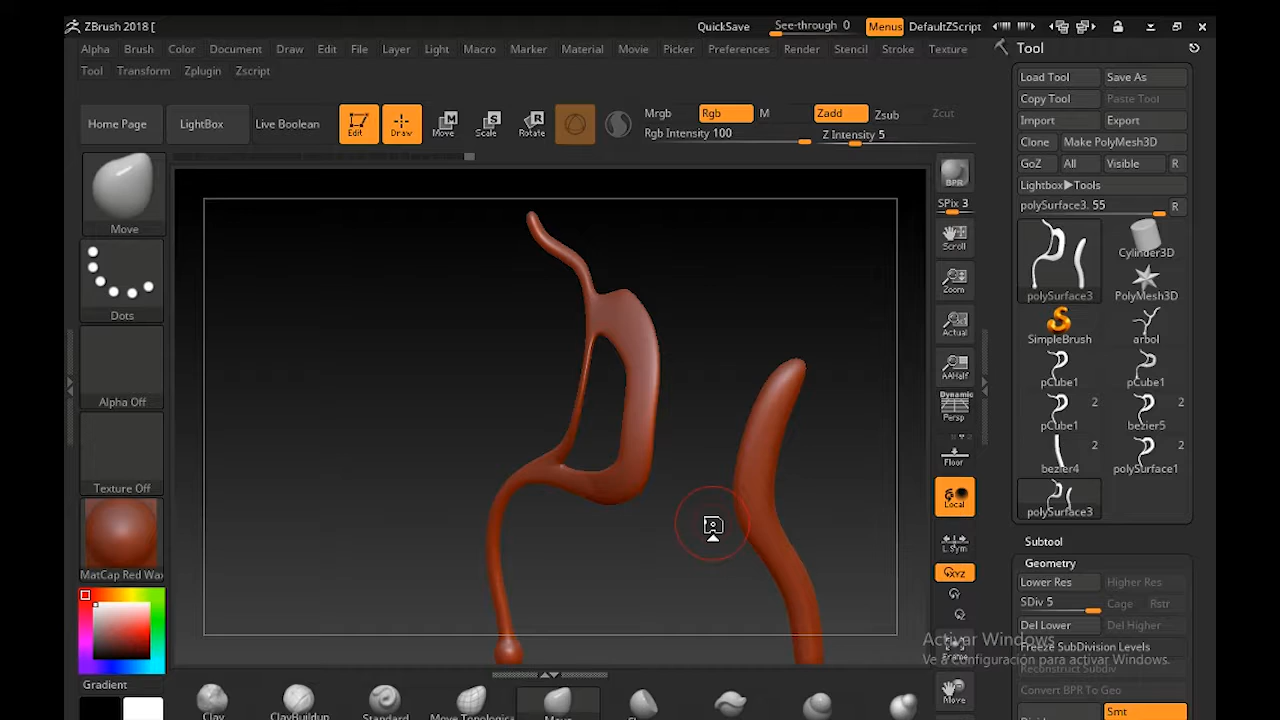 ZBrush 2018 [
QuickSave
See-through 0
Menus
DefaultZScript
Alpha Brush Color Document Draw Edit File Layer Light Macro Marker Material Movie Picker Preferences Render Stencil Stroke Texture
Tool Transform Zplugin Zscript
Home Page
LightBox
Live Boolean
Edit
Draw
Move
Scale
Rotate
Mrgb
Rgb
M
Rgb Intensity 100
Zadd
Zsub
Zcut
Z Intensity 5
Move
Dots
Alpha Off
Texture Off
MatCap Red Wax
Gradient
BPR
SPix 3
Scroll
Zoom
Actual
AAHalf
Dynamic
Persp
Floor
Local
L.Sym
XYZ
Frame
Move
Tool
Load Tool
Save As
Copy Tool
Paste Tool
Import
Export
Clone
Make PolyMesh3D
GoZ
All
Visible
R
Lightbox▶Tools
polySurface3. 55
R
polySurface3
Cylinder3D
PolyMesh3D
SimpleBrush
arbol
pCube1
pCube1
2
pCube1
2
bezier5
2
bezier4
polySurface1
polySurface3
Subtool
Geometry
Lower Res
Higher Res
SDiv 5
Cage
Rstr
Del Lower
Del Higher
Freeze SubDivision Levels
Reconstruct Subdiv
Convert BPR To Geo
Smt
Activar Windows
Ve a Configuración para activar Windows.
Clay
ClayBuildup
Standard
Move Topological
Move